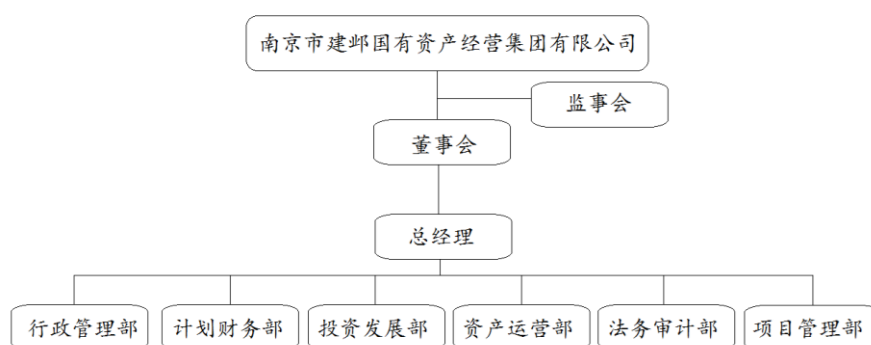 南京市建邺国有资产经营集团有限公司
监事会
董事会
总经理
行政管理部
计划财务部
投资发展部
资产运营部
法务审计部
项目管理部